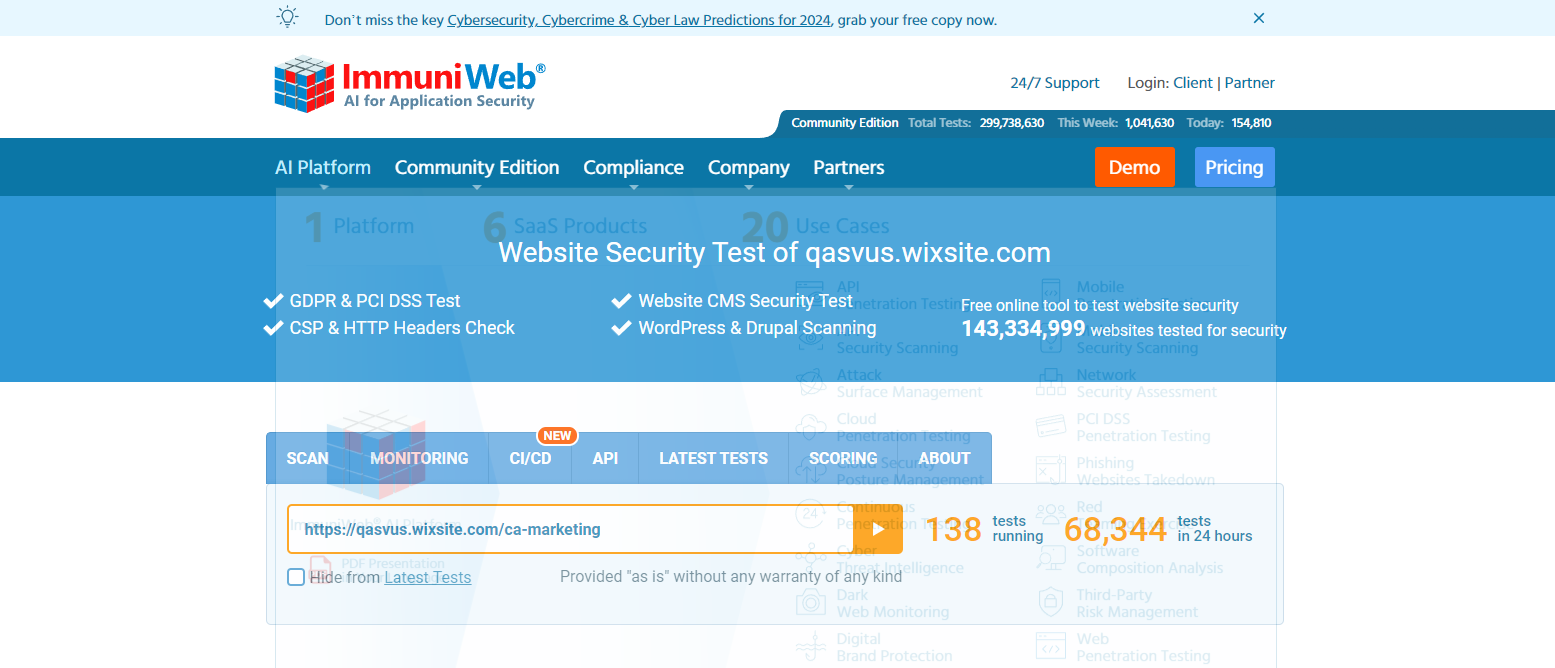 Don't miss the key Cybersecurity, Cybercrime & Cyber Law Predictions for 2024, grab your free copy now.
ImmuniWeb®
AI for Application Security
24/7 Support Login: Client | Partner
Community Edition Total Tests: 299,738,630 This Week: 1,041,630 Today: 154,810
AI Platform Community Edition Compliance Company Partners Demo Pricing
1 Platform 6 SaaS Products 20 Use Cases
Website Security Test of qasvus.wixsite.com
GDPR & PCI DSS Test
CSP & HTTP Headers Check
Website CMS Security Test
WordPress & Drupal Scanning
Free online tool to test website security
143,334,999 websites tested for security
API
Penetration Testing
Mobile
Security Scanning
Security Scanning
Attack
Surface Management
Network
Security Assessment
Cloud
Penetration Testing
PCI DSS
Penetration Testing
Cloud Security
Posture Management
Phishing
Websites Takedown
Continuous
Penetration Testing
Red
Cyber
Threat Intelligence
Software
Composition Analysis
Dark
Web Monitoring
Third-Party
Risk Management
Digital
Brand Protection
Web
Penetration Testing
NEW
SCAN MONITORING CI/CD API LATEST TESTS SCORING ABOUT
https://qasvus.wixsite.com/ca-marketing
138 tests running
68,344 tests in 24 hours
24
PDF Presentation
Hide from Latest Tests
Provided "as is" without any warranty of any kind